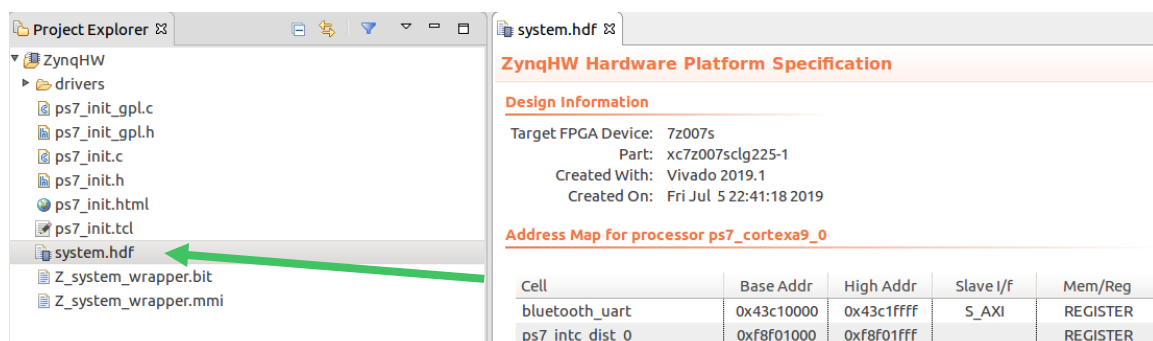 Project Explorer
ZynqHW
drivers
ps7_init_gpl.c
ps7_init_gpl.h
ps7_init.c
ps7_init.h
ps7_init.html
ps7_init.tcl
system.hdf
Z_system_wrapper.bit
Z_system_wrapper.mmi
system.hdf
ZynqHW Hardware Platform Specification
Design Information
Target FPGA Device: 7z007s
Part: xc7z007sclg225-1
Created With: Vivado 2019.1
Created On: Fri Jul 5 22:41:18 2019
Address Map for processor ps7_cortexa9_0
Cell Base Addr High Addr Slave I/f Mem/Reg
bluetooth_uart 0x43c10000 0x43c1ffff S_AXI REGISTER
ps7_intc_dist_0 0xf8f01000 0xf8f01fff REGISTER